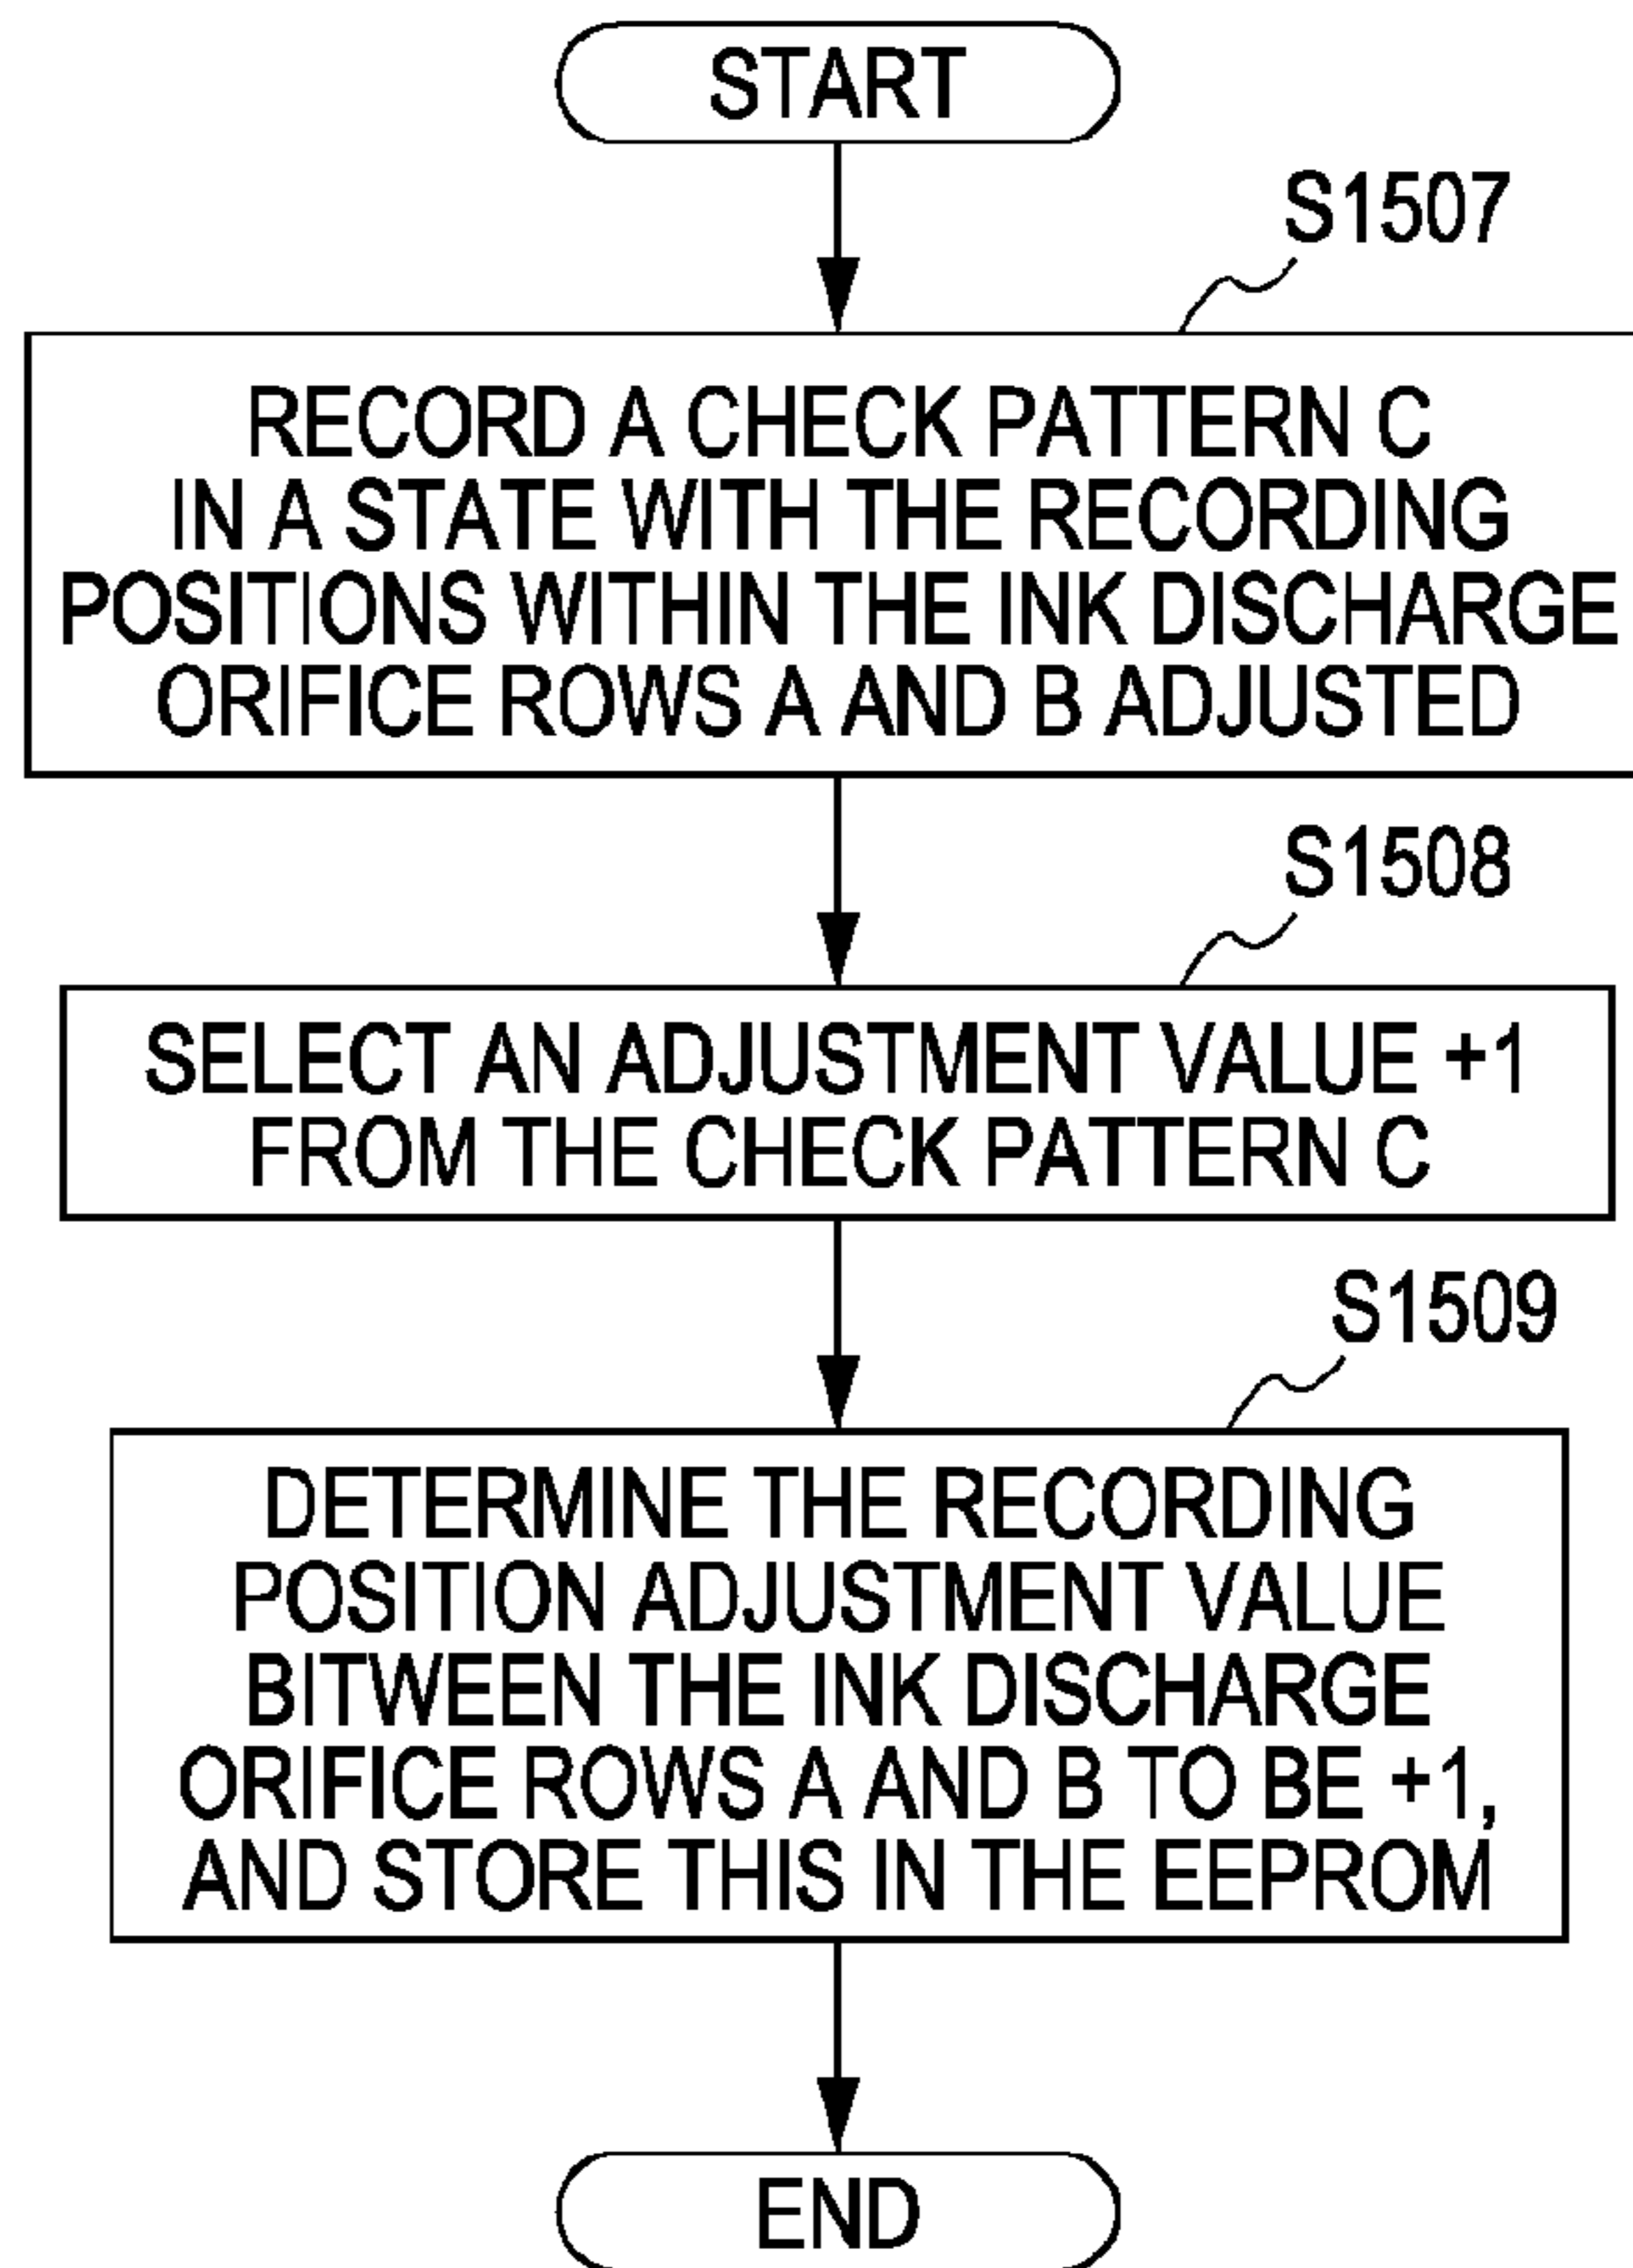 START
S1507
RECORD A CHECK PATTERN C
IN A STATE WITH THE RECORDING
POSITIONS WITHIN THE INK DISCHARGE
ORIFICE ROWS A AND B ADJUSTED
S1508
SELECT AN ADJUSTMENT VALUE +1
FROM THE CHECK PATTERN C
S1509
DETERMINE THE RECORDING
POSITION ADJUSTMENT VALUE
BITWEEN THE INK DISCHARGE
ORIFICE ROWS A AND B TO BE +1,
AND STORE THIS IN THE EEPROM
END